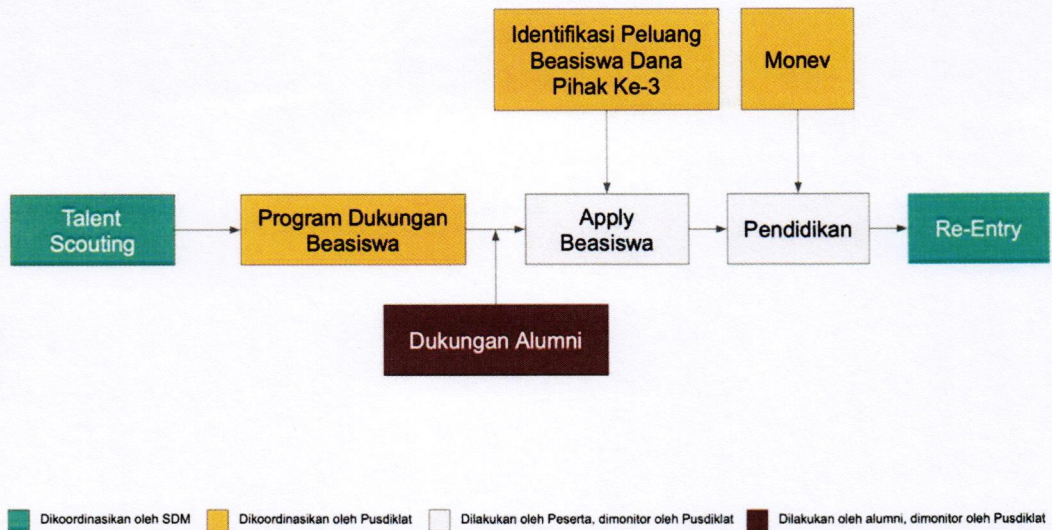 Identifikasi Peluang
Beasiswa Dana
Pihak Ke-3
Monev
Talent
Scouting
Program Dukungan
Beasiswa
Apply
Beasiswa
Pendidikan
Re-Entry
Dukungan Alumni
Dikoordinasikan oleh SDM
Dikoordinasikan oleh Pusdiklat
Dilakukan oleh Peserta, dimonitor oleh Pusdiklat
Dilakukan oleh alumni, dimonitor oleh Pusdiklat